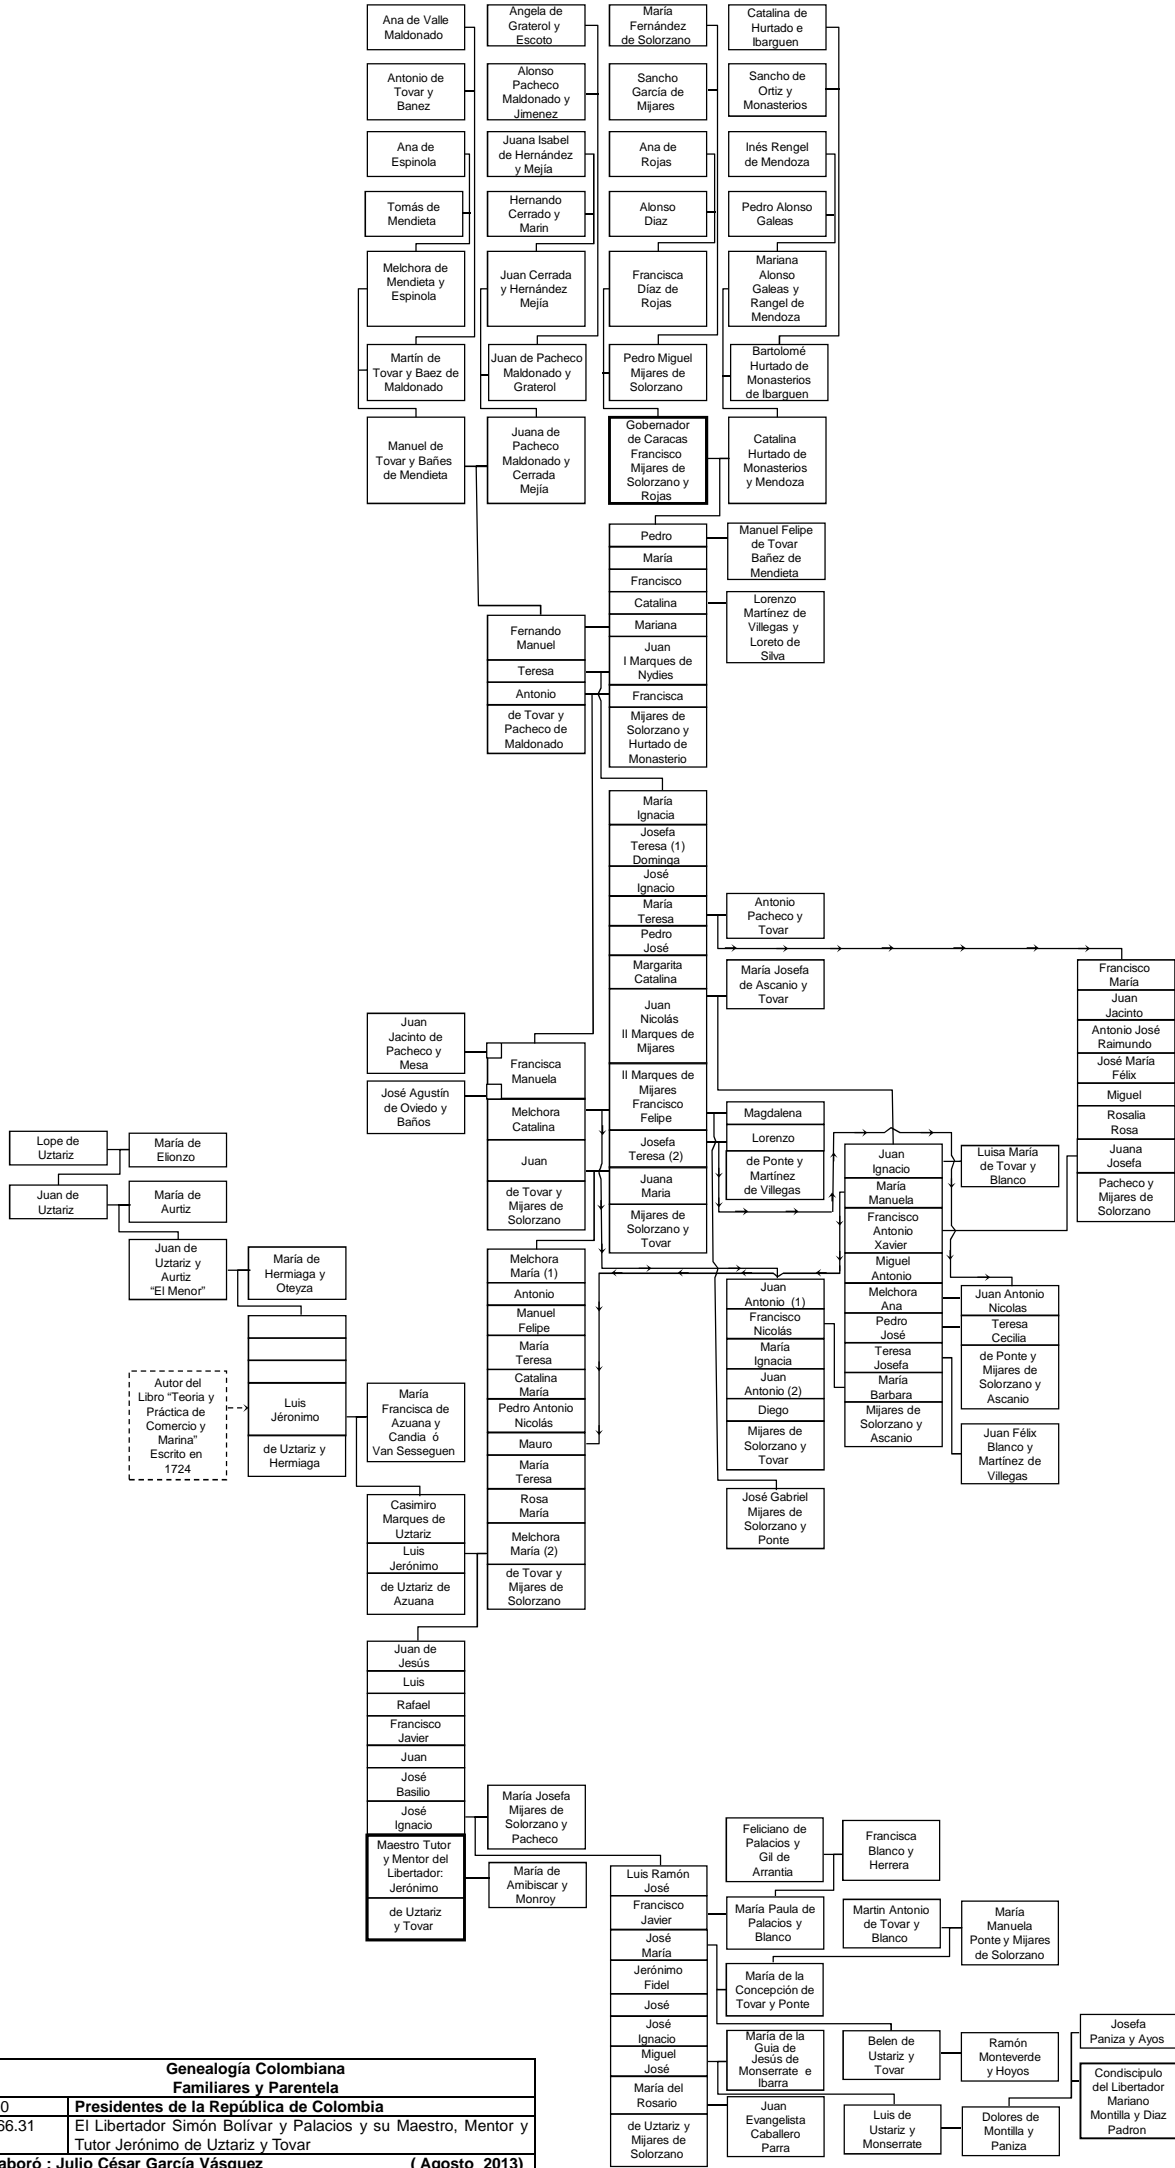 Ana de Valle
Maldonado
Angela de
Graterol y
Escoto
María
Fernández
de Solorzano
Catalina de
Hurtado e
Ibarguen
Antonio de
Tovar y
Banez
Alonso
Pacheco
Maldonado y
Jimenez
Sancho
García de
Mijares
Sancho de
Ortiz y
Monasterios
Ana de
Espinola
Juana Isabel
de Hernández
y Mejía
Ana de
Rojas
Inés Rengel
de Mendoza
Tomás de
Mendieta
Hernando
Cerrado y
Marin
Alonso
Diaz
Pedro Alonso
Galeas
Melchora de
Mendieta y
Espinola
Juan Cerrada
y Hernández
Mejía
Francisca
Díaz de
Rojas
Mariana
Alonso
Galeas y
Rangel de
Mendoza
Martín de
Tovar y Baez de
Maldonado
Juan de Pacheco
Maldonado y
Graterol
Pedro Miguel
Mijares de
Solorzano
Bartolomé
Hurtado de
Monasterios
de Ibarguen
Manuel de
Tovar y Bañes
de Mendieta
Juana de
Pacheco
Maldonado y
Cerrada
Mejía
Gobernador
de Caracas
Francisco
Mijares de
Solorzano y
Rojas
Catalina
Hurtado de
Monasterios
y Mendoza
Pedro
María
Francisco
Catalina
Mariana
Juan
I Marques de
Nydies
Francisca
Mijares de
Solorzano y
Hurtado de
Monasterio
Manuel Felipe
de Tovar
Bañez de
Mendieta
Lorenzo
Martínez de
Villegas y
Loreto de
Silva
Fernando
Manuel
Teresa
Antonio
de Tovar y
Pacheco de
Maldonado
María
Ignacia
Josefa
Teresa (1)
Dominga
José
Ignacio
María
Teresa
Pedro
José
Margarita
Catalina
Juan
Nicolás
II Marques de
Mijares
II Marques de
Mijares
Francisco
Felipe
Josefa
Teresa (2)
Juana
Maria
Mijares de
Solorzano y
Tovar
Antonio
Pacheco y
Tovar
María Josefa
de Ascanio y
Tovar
Francisco
María
Juan
Jacinto
Antonio José
Raimundo
José María
Félix
Miguel
Rosalia
Rosa
Juana
Josefa
Pacheco y
Mijares de
Solorzano
Juan
Jacinto de
Pacheco y
Mesa
José Agustín
de Oviedo y
Baños
Francisca
Manuela
Melchora
Catalina
Juan
de Tovar y
Mijares de
Solorzano
Magdalena
Lorenzo
de Ponte y
Martínez
de Villegas
Juan
Ignacio
María
Manuela
Francisco
Antonio
Xavier
Miguel
Antonio
Melchora
Ana
Pedro
José
Teresa
Josefa
María
Barbara
Mijares de
Solorzano y
Ascanio
Luisa María
de Tovar y
Blanco
Lope de
Uztariz
María de
Elionzo
Juan de
Uztariz
María de
Aurtiz
Juan de
Uztariz y
Aurtiz
“El Menor”
María de
Hermiaga y
Oteyza
Luis
Jéronimo
de Uztariz y
Hermiaga
Autor del
Libro “Teoria y
Práctica de
Comercio y
Marina”
Escrito en
1724
María
Francisca de
Azuana y
Candia ó
Van Sesseguen
Melchora
María (1)
Antonio
Manuel
Felipe
María
Teresa
Catalina
María
Pedro Antonio
Nicolás
Mauro
María
Teresa
Rosa
María
Melchora
María (2)
de Tovar y
Mijares de
Solorzano
Juan
Antonio (1)
Francisco
Nicolás
María
Ignacia
Juan
Antonio (2)
Diego
Mijares de
Solorzano y
Tovar
Juan Antonio
Nicolas
Teresa
Cecilia
de Ponte y
Mijares de
Solorzano y
Ascanio
Juan Félix
Blanco y
Martínez de
Villegas
José Gabriel
Mijares de
Solorzano y
Ponte
Casimiro
Marques de
Uztariz
Luis
Jerónimo
de Uztariz de
Azuana
Juan de
Jesús
Luis
Rafael
Francisco
Javier
Juan
José
Basilio
José
Ignacio
Maestro Tutor
y Mentor del
Libertador:
Jerónimo
de Uztariz
y Tovar
María Josefa
Mijares de
Solorzano y
Pacheco
María de
Amibiscar y
Monroy
Luis Ramón
José
Francisco
Javier
José
María
Jerónimo
Fidel
José
José
Ignacio
Miguel
José
María del
Rosario
de Uztariz y
Mijares de
Solorzano
Feliciano de
Palacios y
Gil de
Arrantia
Francisca
Blanco y
Herrera
María Paula de
Palacios y
Blanco
Martin Antonio
de Tovar y
Blanco
María
Manuela
Ponte y Mijares
de Solorzano
María de la
Concepción de
Tovar y Ponte
María de la
Guia de
Jesús de
Monserrate e
Ibarra
Belen de
Ustariz y
Tovar
Ramón
Monteverde
y Hoyos
Josefa
Paniza y Ayos
Condiscipulo
del Libertador
Mariano
Montilla y Diaz
Padron
Juan
Evangelista
Caballero
Parra
Luis de
Ustariz y
Monserrate
Dolores de
Montilla y
Paniza
Genealogía Colombiana
Familiares y Parentela
0 Presidentes de la República de Colombia
66.31 El Libertador Simón Bolívar y Palacios y su Maestro, Mentor y
Tutor Jerónimo de Uztariz y Tovar
aboró : Julio César García Vásquez ( Agosto 2013)